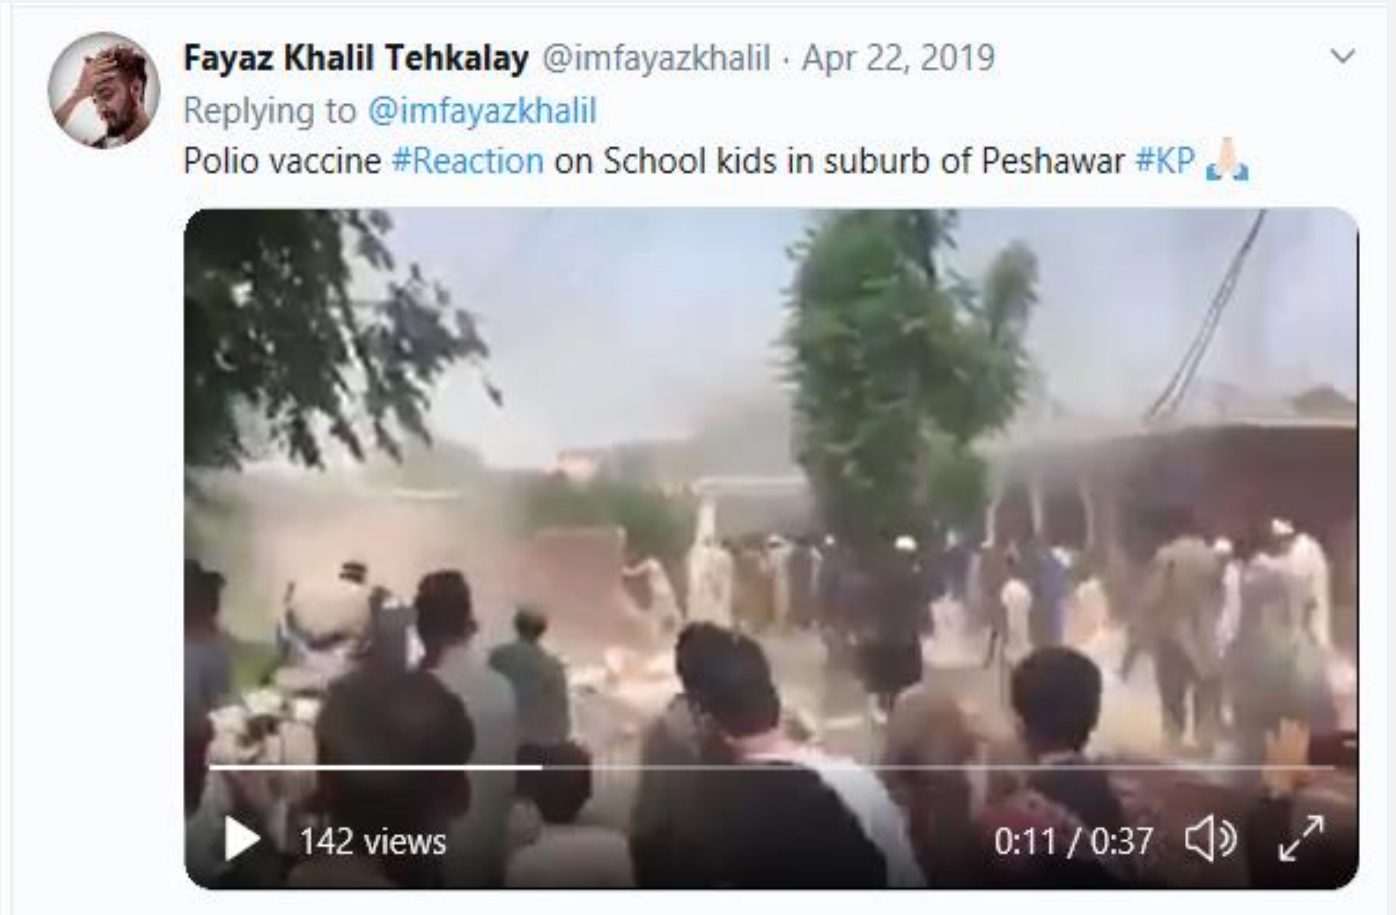 Fayaz Khalil Tehkalay @imfayazkhalil · Apr 22, 2019
Replying to @imfayazkhalil
Polio vaccine #Reaction on School kids in suburb of Peshawar #KP 🙏🏻
142 views
0:11 / 0:37